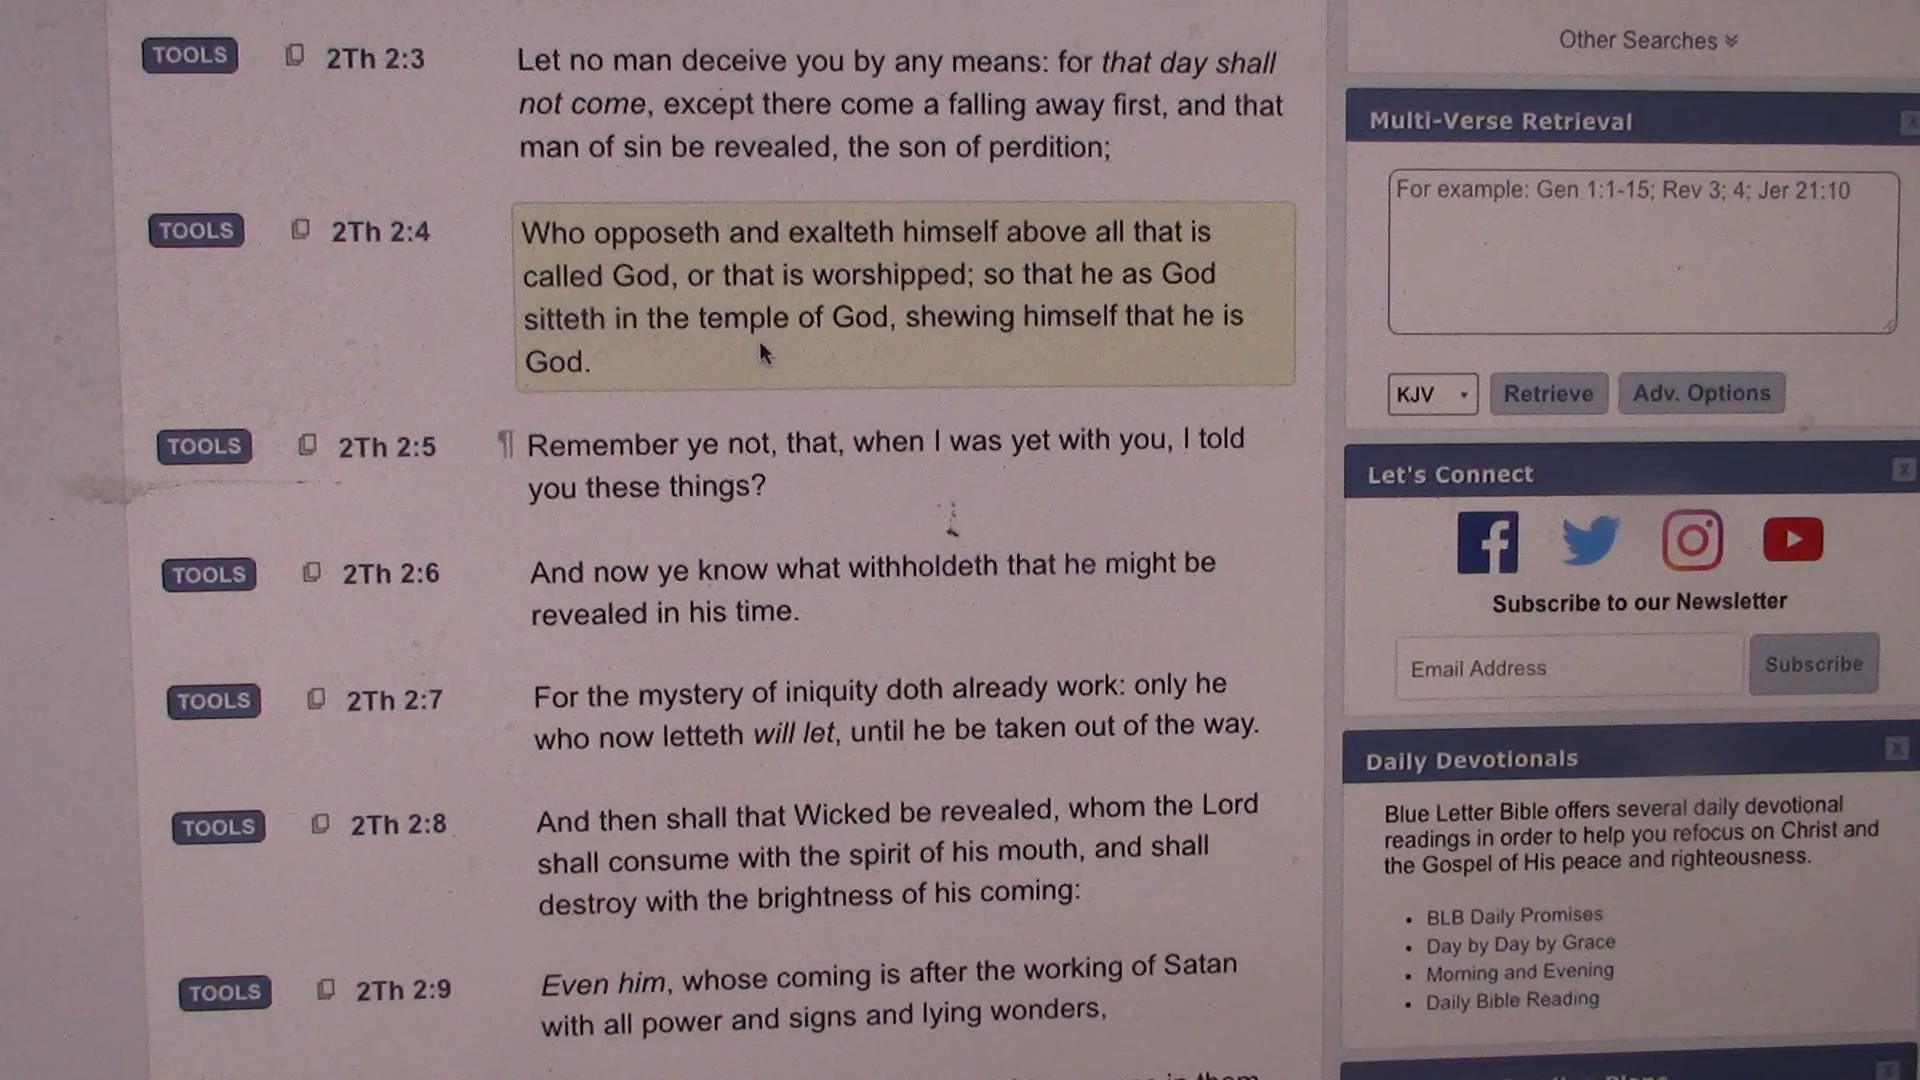 TOOLS 2Th 2:3 Let no man deceive you by any means: for that day shall
not come, except there come a falling away first, and that
man of sin be revealed, the son of perdition;
TOOLS 2Th 2:4 Who opposeth and exalteth himself above all that is
called God, or that is worshipped; so that he as God
sitteth in the temple of God, shewing himself that he is
God.
TOOLS 2Th 2:5 ¶ Remember ye not, that, when I was yet with you, I told
you these things?
TOOLS 2Th 2:6 And now ye know what withholdeth that he might be
revealed in his time.
TOOLS 2Th 2:7 For the mystery of iniquity doth already work: only he
who now letteth will let, until he be taken out of the way.
TOOLS 2Th 2:8 And then shall that Wicked be revealed, whom the Lord
shall consume with the spirit of his mouth, and shall
destroy with the brightness of his coming:
TOOLS 2Th 2:9 Even him, whose coming is after the working of Satan
with all power and signs and lying wonders,
Other Searches
Multi-Verse Retrieval X
For example: Gen 1:1-15; Rev 3; 4; Jer 21:10
KJV Retrieve Adv. Options
Let's Connect X
Subscribe to our Newsletter
Email Address Subscribe
Daily Devotionals X
Blue Letter Bible offers several daily devotional
readings in order to help you refocus on Christ and
the Gospel of His peace and righteousness.
• BLB Daily Promises
• Day by Day by Grace
• Morning and Evening
• Daily Bible Reading